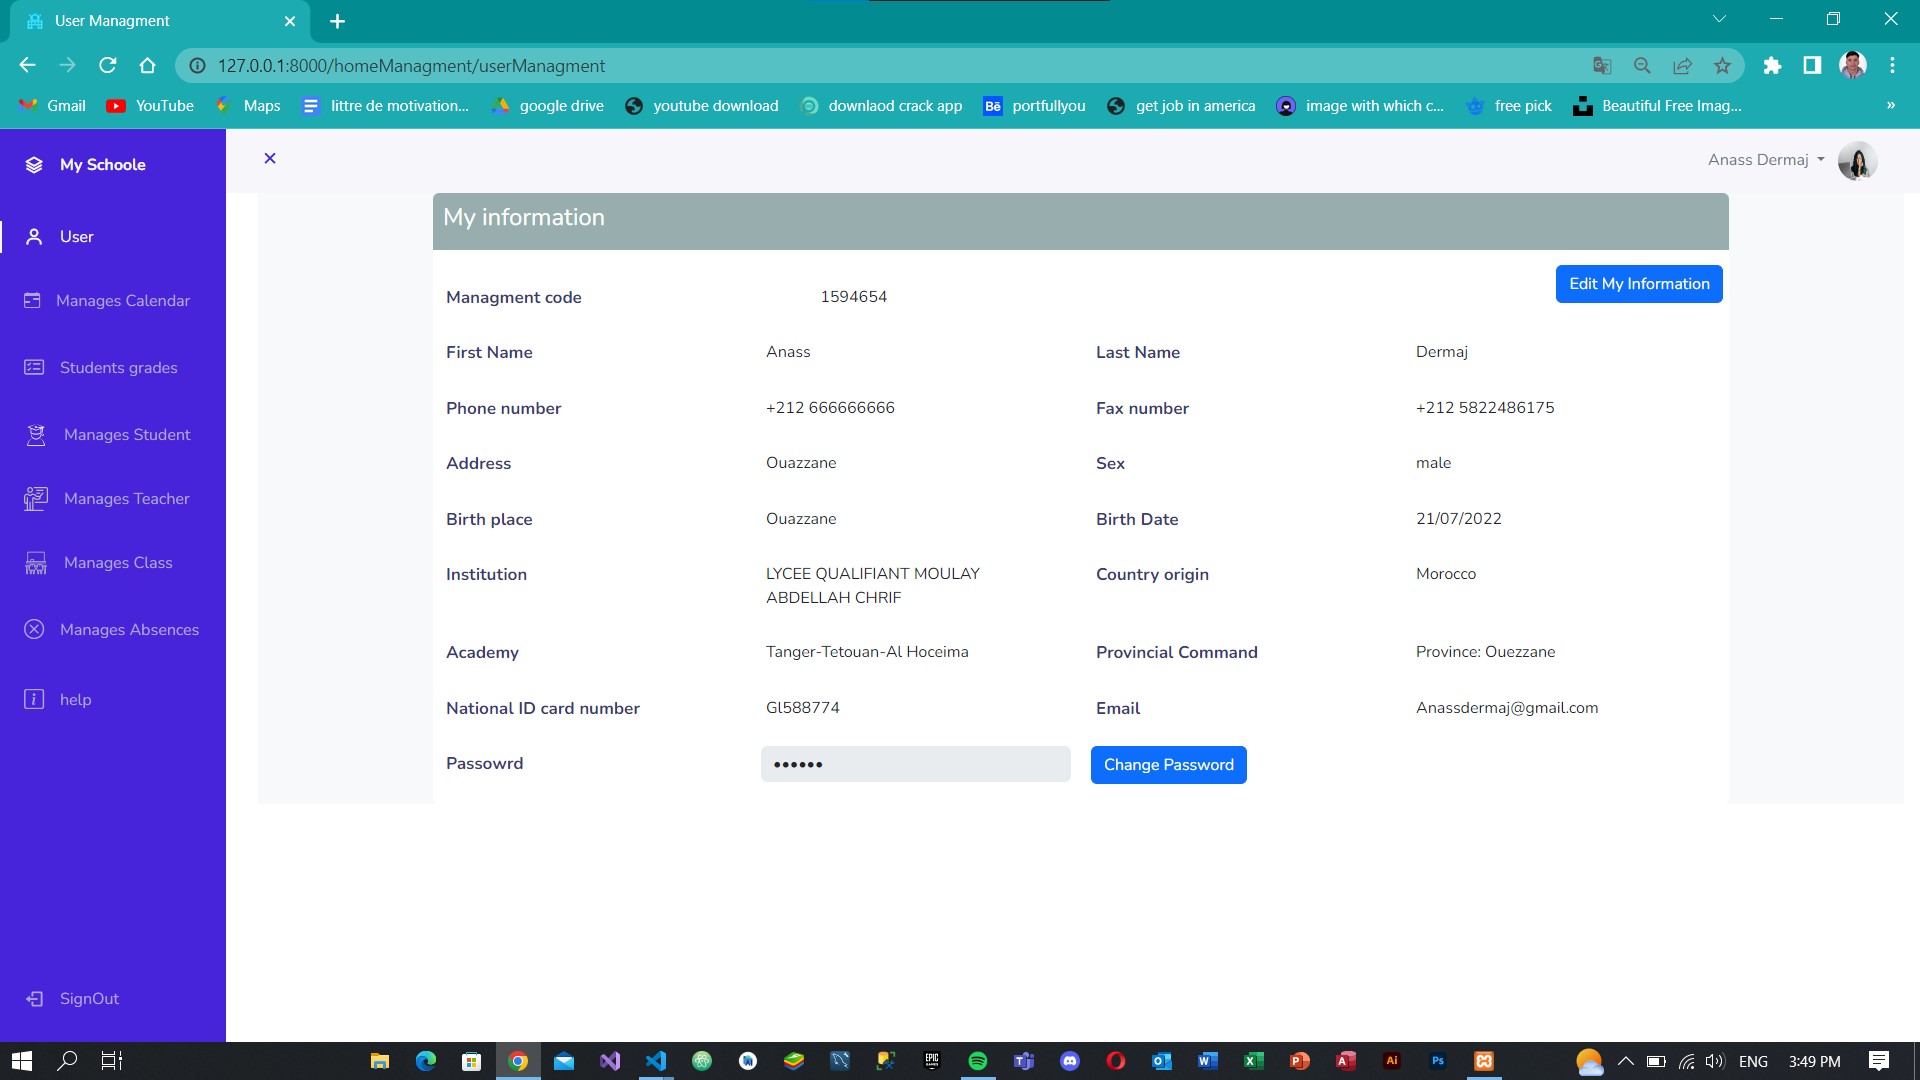 User Managment
127.0.0.1:8000/homeManagment/userManagment
Gmail
YouTube
Maps
littre de motivation...
google drive
youtube download
downlaod crack app
Bē
portfullyou
get job in america
image with which c...
free pick
Beautiful Free Imag...
»
My Schoole
Anass Dermaj
User
Manages Calendar
Students grades
Manages Student
Manages Teacher
Manages Class
Manages Absences
help
SignOut
My information
Edit My Information
Managment code 1594654
First Name Anass Last Name Dermaj
Phone number +212 666666666 Fax number +212 5822486175
Address Ouazzane Sex male
Birth place Ouazzane Birth Date 21/07/2022
Institution LYCEE QUALIFIANT MOULAY Country origin Morocco
ABDELLAH CHRIF
Academy Tanger-Tetouan-Al Hoceima Provincial Command Province: Ouezzane
National ID card number Gl588774 Email Anassdermaj@gmail.com
Passowrd •••••• Change Password
EPIC
Ai
Ps
ENG
3:49 PM